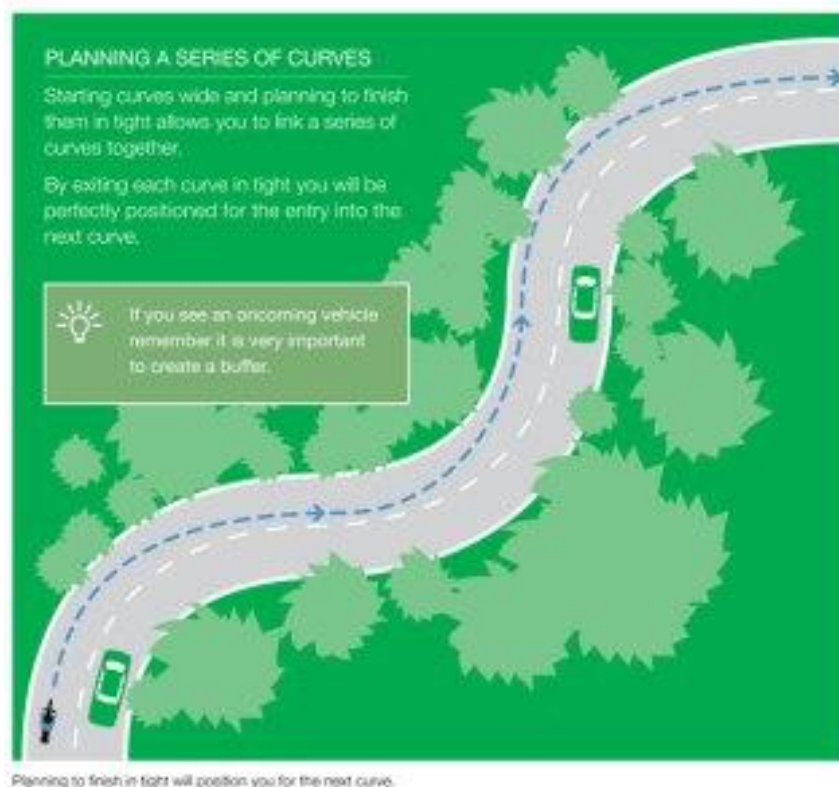 PLANNING A SERIES OF CURVES
Starting curves wide and planning to finish
them in tight allows you to link a series of
curves together.
By exiting each curve in tight you will be
perfectly positioned for the entry into the
next curve.
If you see an oncoming vehicle
remember it is very important
to create a buffer.
Planning to finish in tight will position you for the next curve.